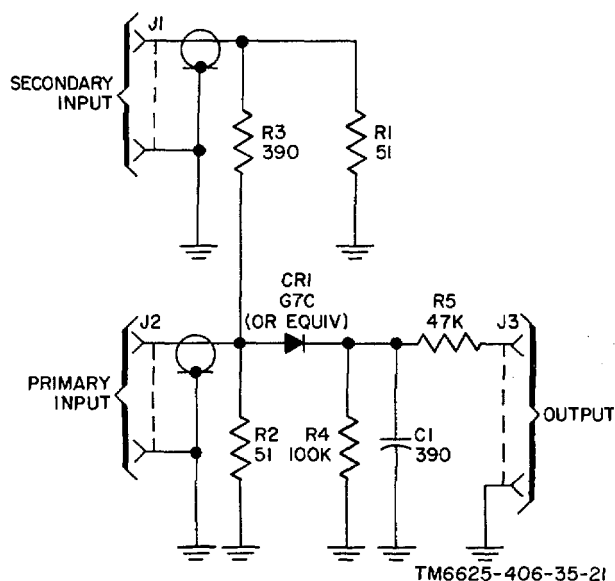 J1
SECONDARY
INPUT
R3
390
R1
51
CR1
G7C
(OR EQUIV)
R5
47K
J2
J3
PRIMARY
INPUT
R2
51
R4
100K
C1
390
OUTPUT
TM6625-406-35-21